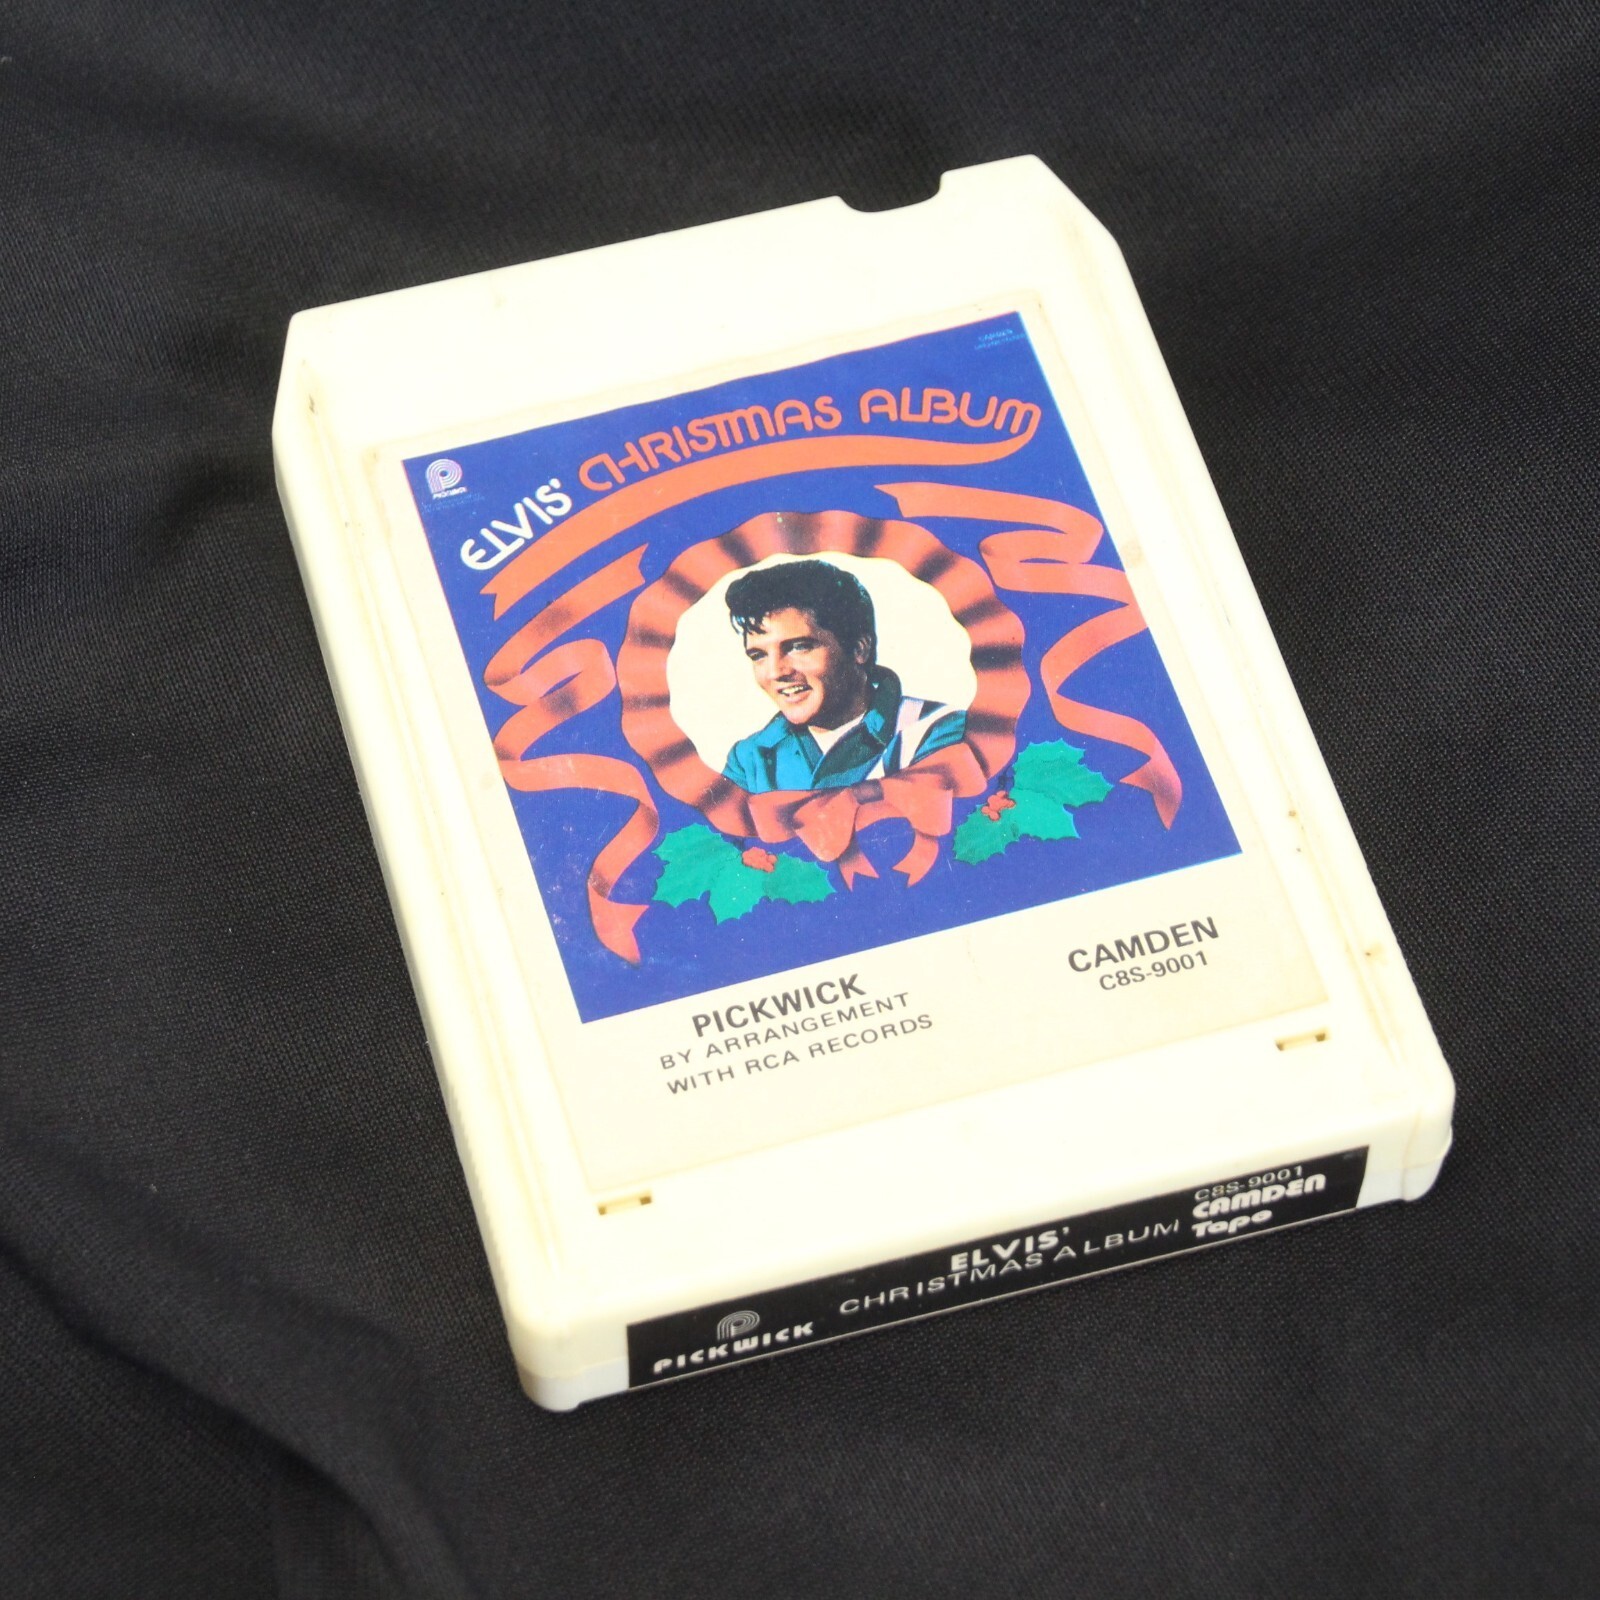 ELVIS' CHRISTMAS ALBUM
PICKWICK
BY ARRANGEMENT
WITH RCA RECORDS
CAMDEN
C8S-9001
PICKWICK
ELVIS'
CHRISTMAS ALBUM
C8S-9001
CAMDEN
Tape